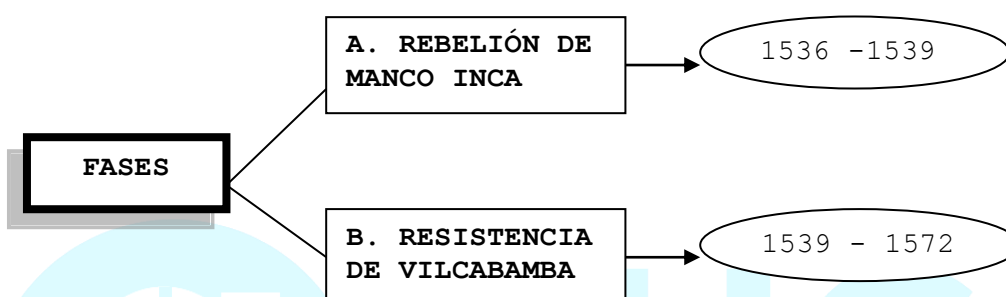 A. REBELIÓN DE
MANCO INCA
1536 -1539
FASES
B. RESISTENCIA
DE VILCABAMBA
1539 - 1572